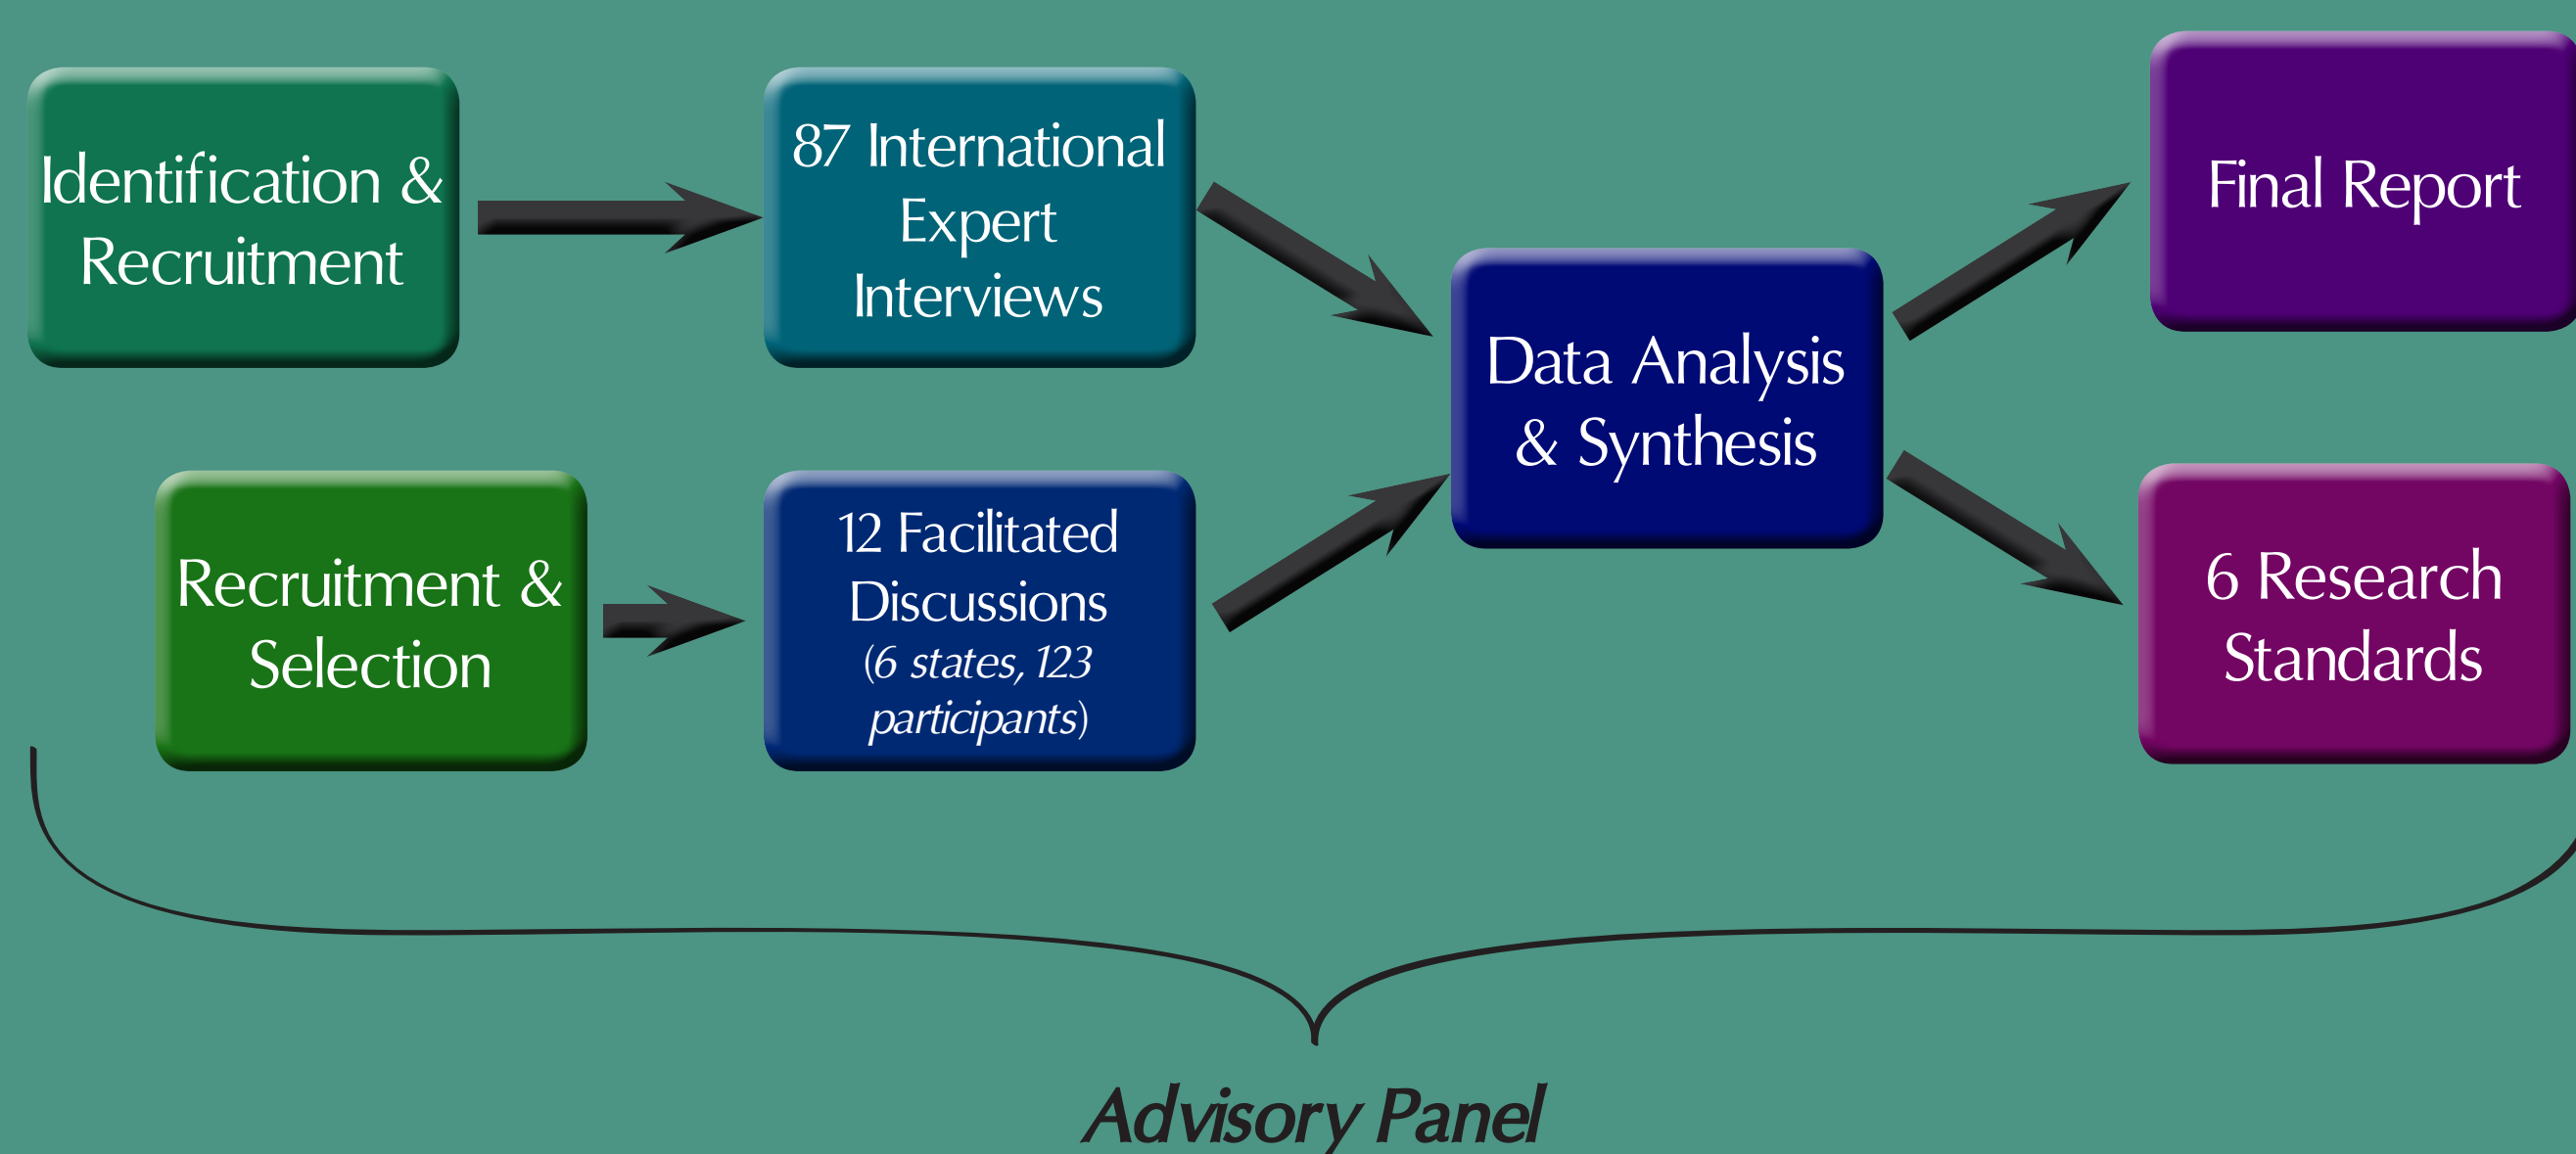 Identification &
Recruitment
87 International
Expert
Interviews
Data Analysis
& Synthesis
Final Report
Recruitment &
Selection
12 Facilitated
Discussions
(6 states, 123
participants)
6 Research
Standards
Advisory Panel